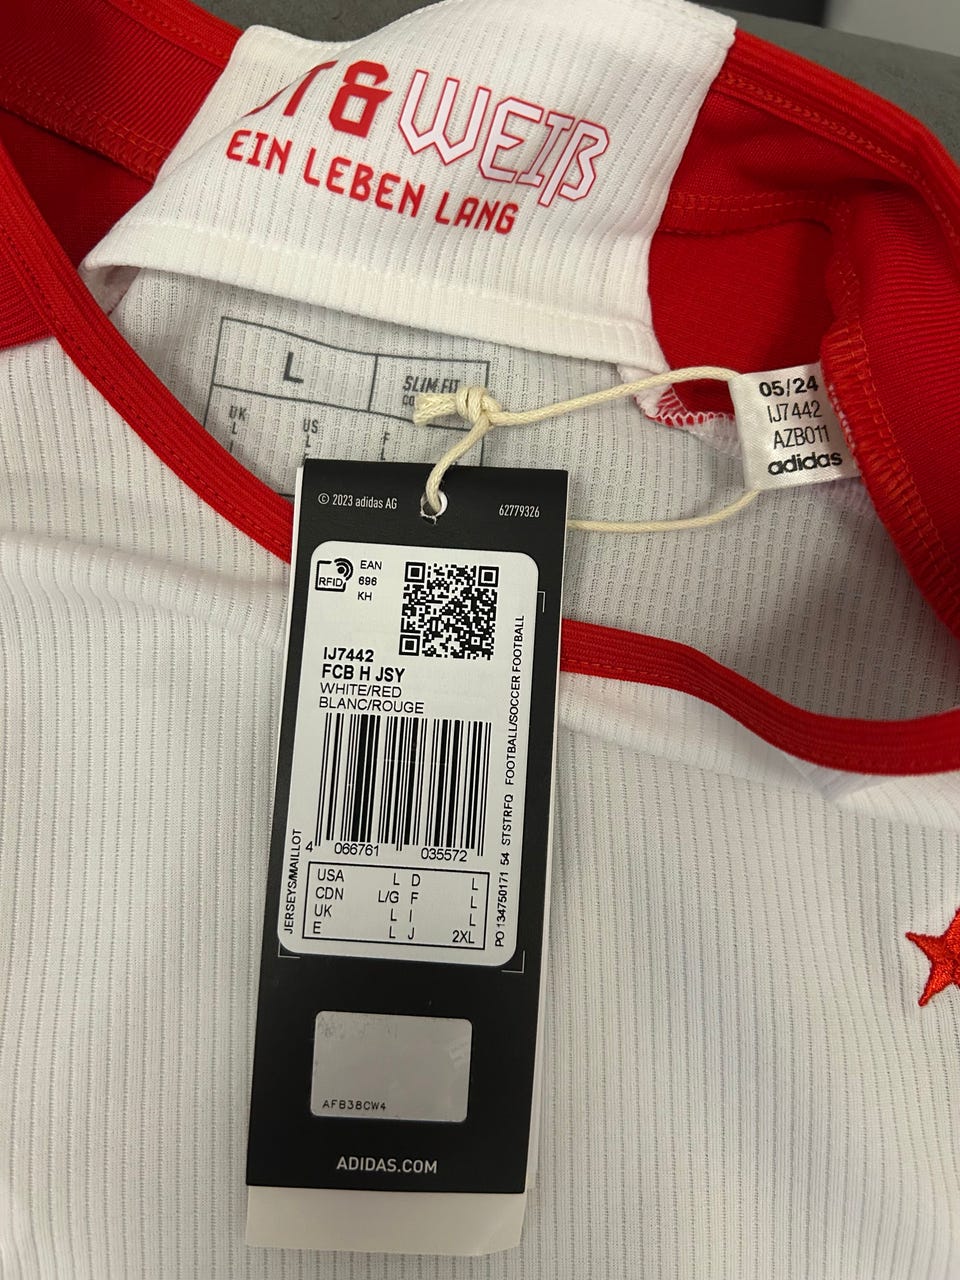 & WEIß
EIN LEBEN LANG
L
SLIM FIT
UK
L
US
L
F
L
05/24
IJ7442
AZB011
adidas
© 2023 adidas AG
62779326
RFID
EAN
696
KH
IJ7442
FCB H JSY
WHITE/RED
BLANC/ROUGE
4 066761 035572
JERSEYS/MAILLOT
PO 134750171 54 STSTRFQ FOOTBALL/SOCCER FOOTBALL
USA L D L
CDN L/G F L
UK L I L
E L J 2XL
AFB38CW4
ADIDAS.COM